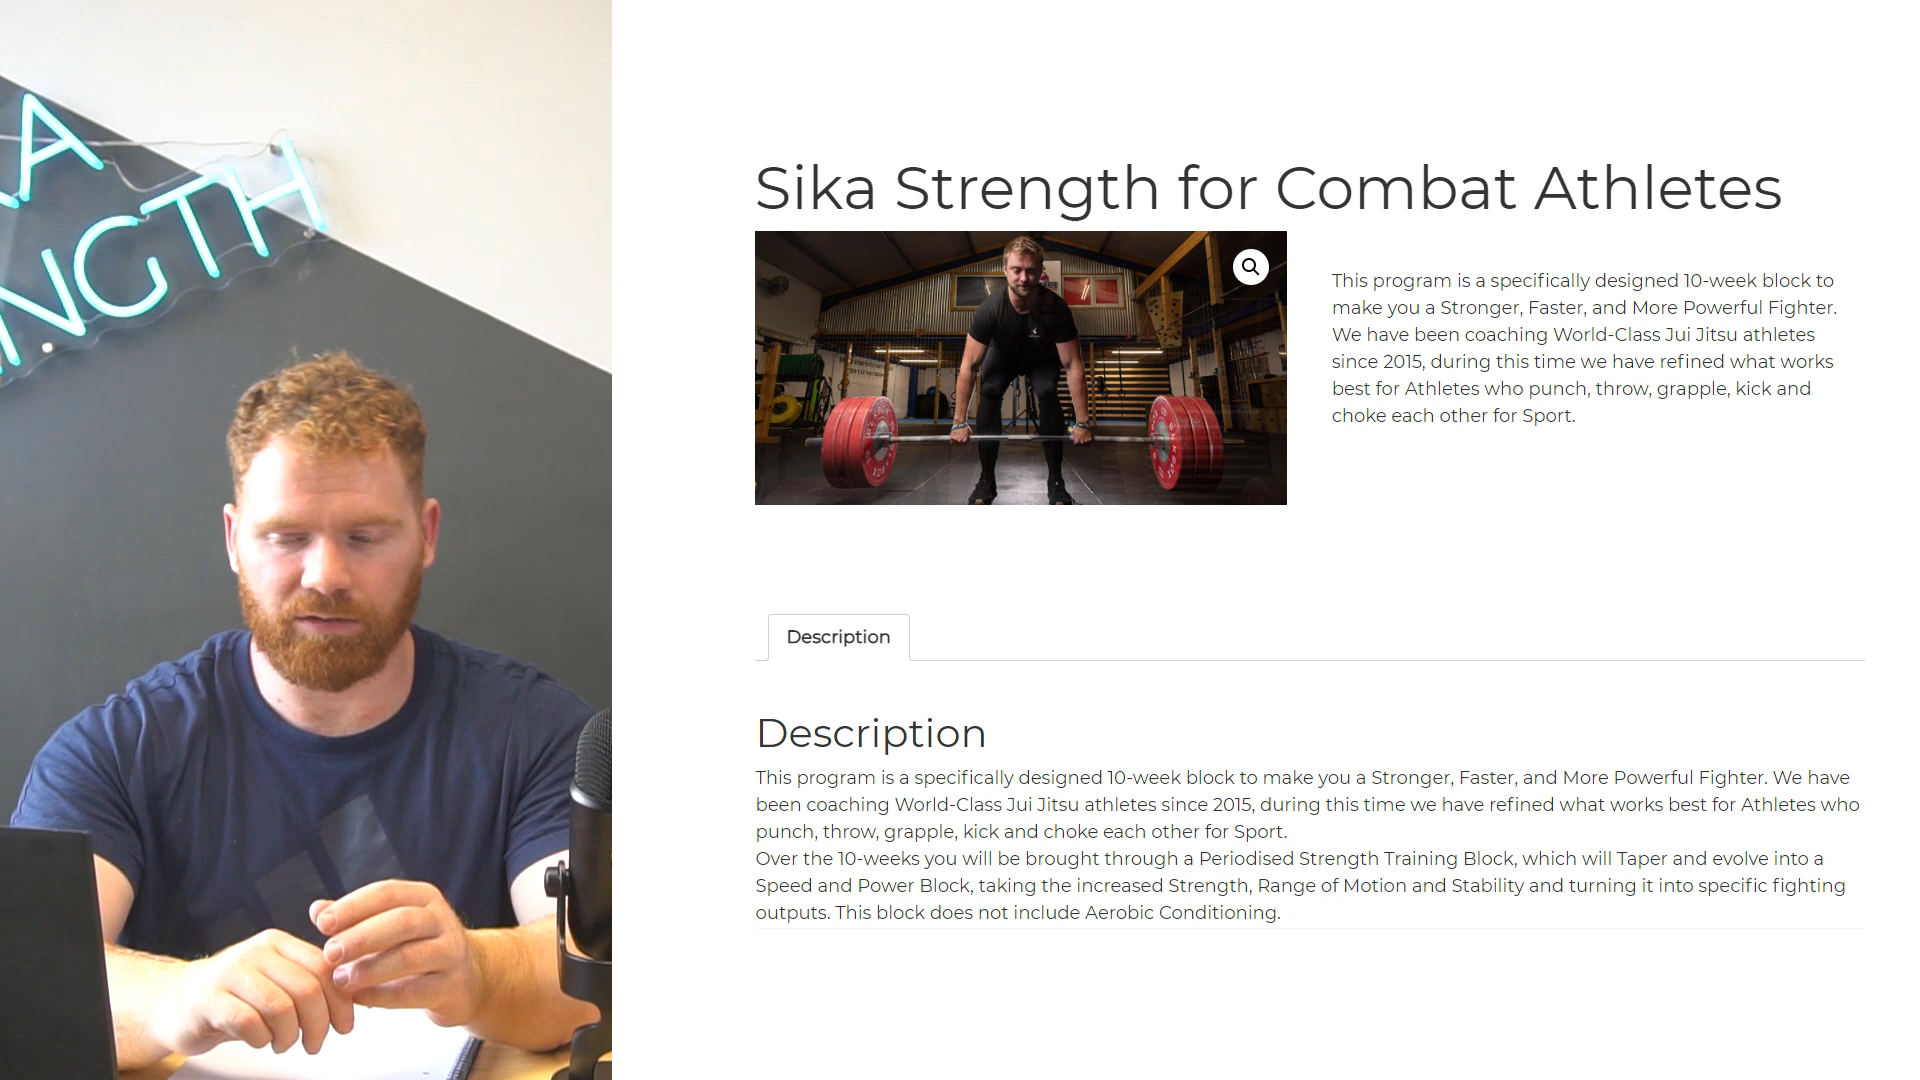 A
NGTH
Sika Strength for Combat Athletes
This program is a specifically designed 10-week block to
make you a Stronger, Faster, and More Powerful Fighter.
We have been coaching World-Class Jui Jitsu athletes
since 2015, during this time we have refined what works
best for Athletes who punch, throw, grapple, kick and
choke each other for Sport.
Description
Description
This program is a specifically designed 10-week block to make you a Stronger, Faster, and More Powerful Fighter. We have
been coaching World-Class Jui Jitsu athletes since 2015, during this time we have refined what works best for Athletes who
punch, throw, grapple, kick and choke each other for Sport.
Over the 10-weeks you will be brought through a Periodised Strength Training Block, which will Taper and evolve into a
Speed and Power Block, taking the increased Strength, Range of Motion and Stability and turning it into specific fighting
outputs. This block does not include Aerobic Conditioning.